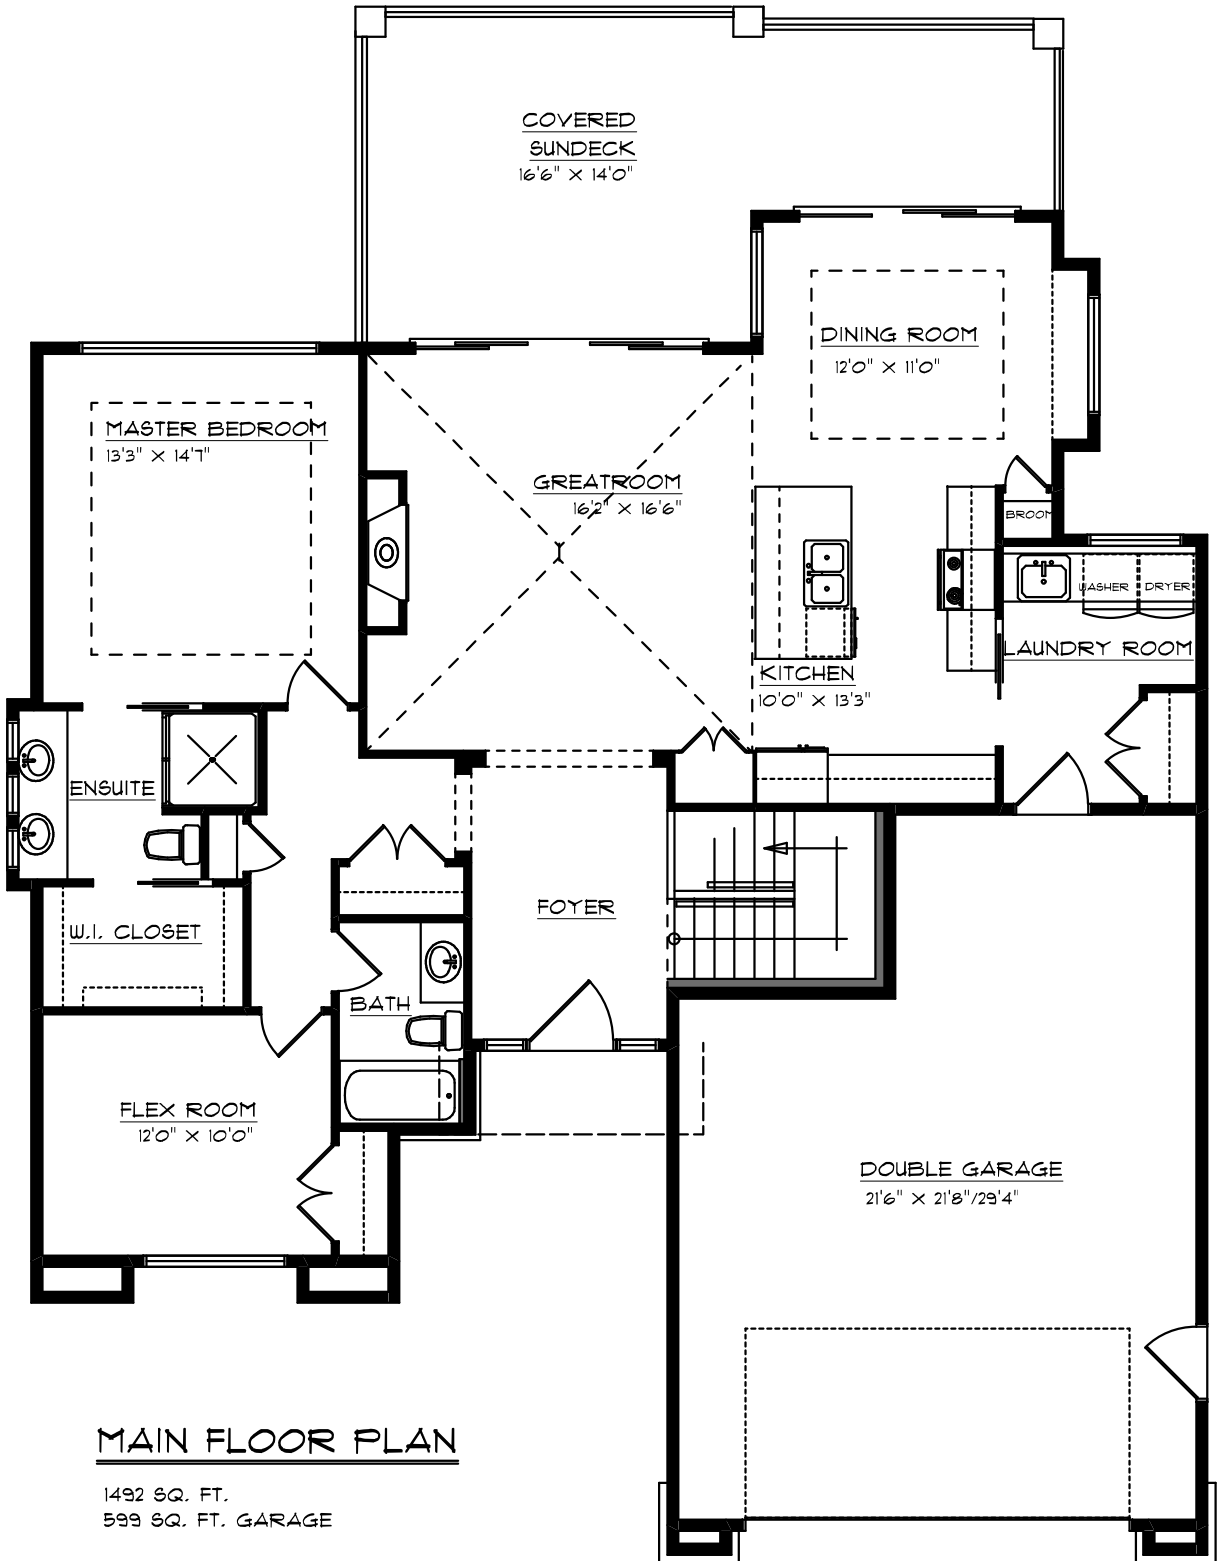 COVERED
SUNDECK
16'6" X 14'0"
DINING ROOM
12'0" X 11'0"
MASTER BEDROOM
13'3" X 14'7"
GREATROOM
16'2" X 16'6"
BROOM
WASHER
DRYER
LAUNDRY ROOM
KITCHEN
10'0" X 13'3"
ENSUITE
FOYER
W.I. CLOSET
BATH
FLEX ROOM
12'0" X 10'0"
DOUBLE GARAGE
21'6" X 21'8"/29'4"
MAIN FLOOR PLAN
1492 SQ. FT.
599 SQ. FT. GARAGE